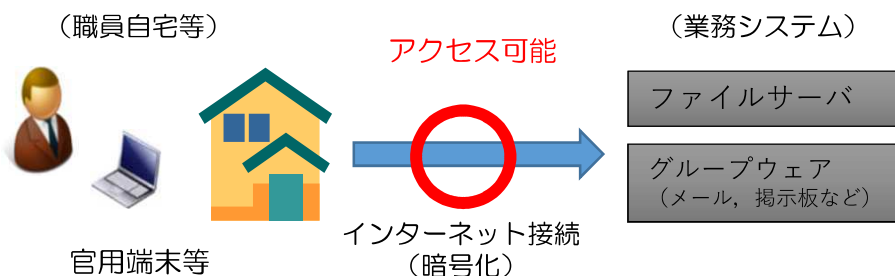 （職員自宅等）
アクセス可能
（業務システム）
ファイルサーバ
グループウェア
（メール，掲示板など）
インターネット接続
（暗号化）
官用端末等